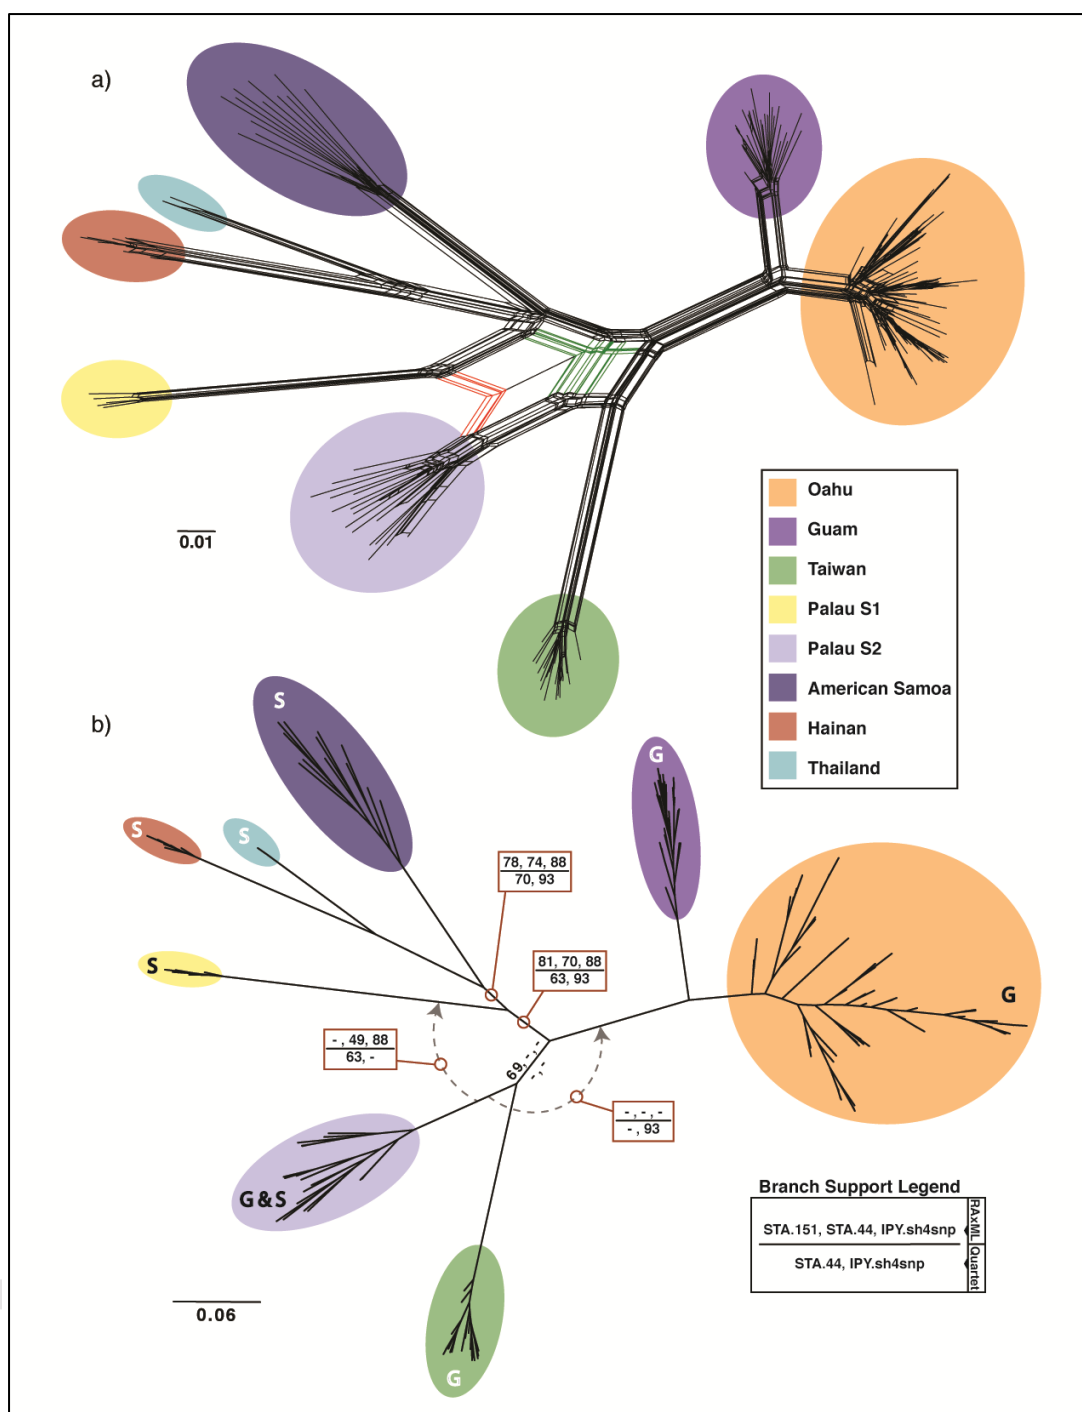 a)
0.01
Oahu
Guam
Taiwan
Palau S1
Palau S2
American Samoa
Hainan
Thailand
b)
S
G
S
S
78, 74, 88
70, 93
81, 70, 88
63, 93
S
G
- , 49, 88
63, -
69, -, -
-, -
- , - , -
- , 93
G & S
Branch Support Legend
STA.151, STA.44, IPY.sh4snp
RAxML
STA.44, IPY.sh4snp
Quartet
0.06
G